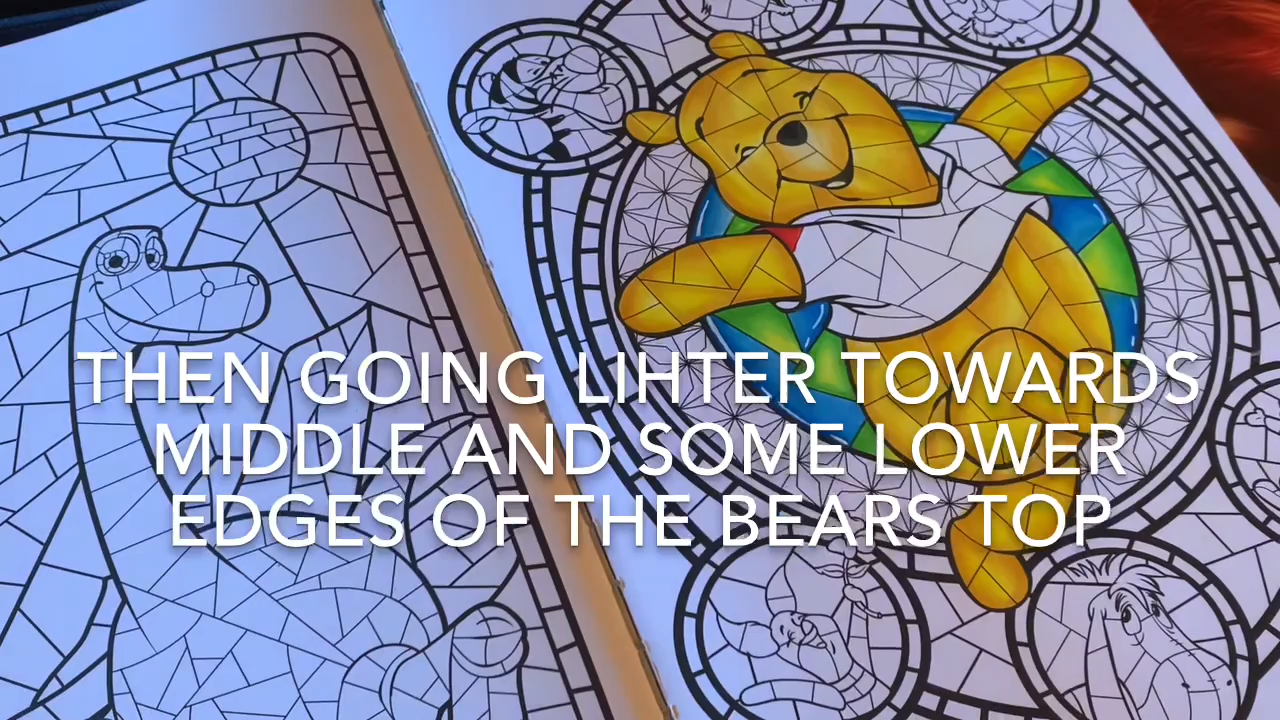 THEN GOING LIHTER TOWARDS
MIDDLE AND SOME LOWER
EDGES OF THE BEARS TOP